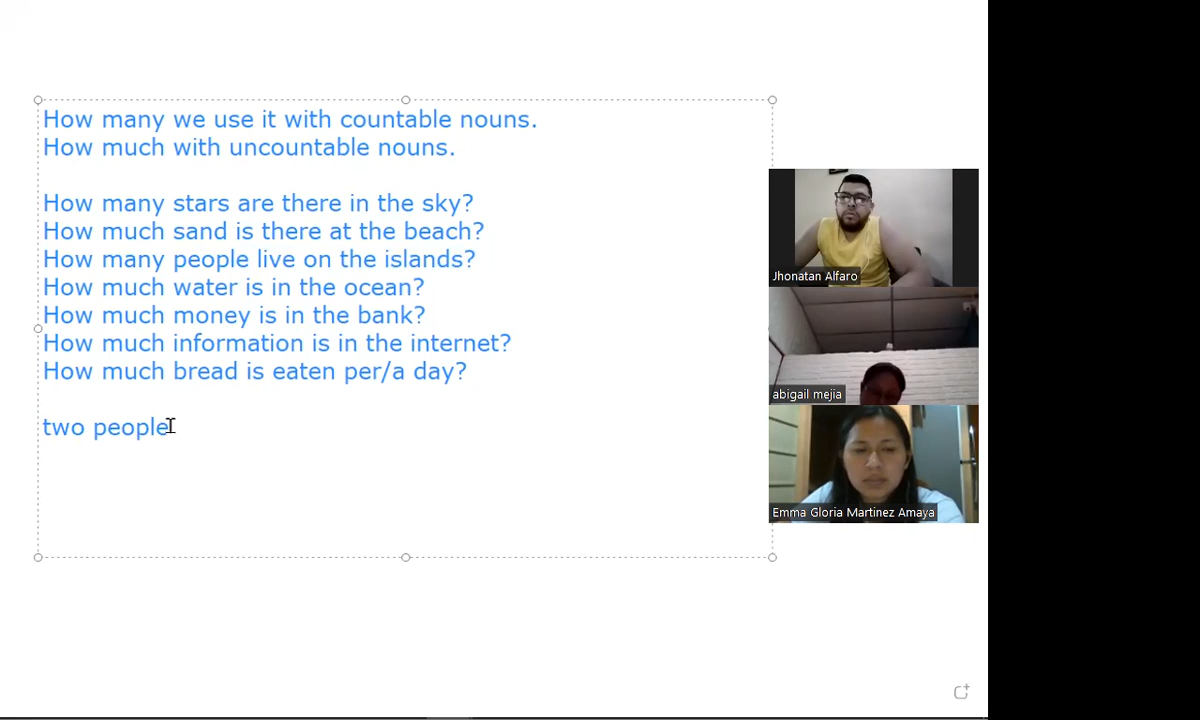 How many we use it with countable nouns.
How much with uncountable nouns.
How many stars are there in the sky?
How much sand is there at the beach?
How many people live on the islands?
How much water is in the ocean?
How much money is in the bank?
How much information is in the internet?
How much bread is eaten per/a day?
two people
Jhonatan Alfaro
abigail mejia
Emma Gloria Martinez Amaya